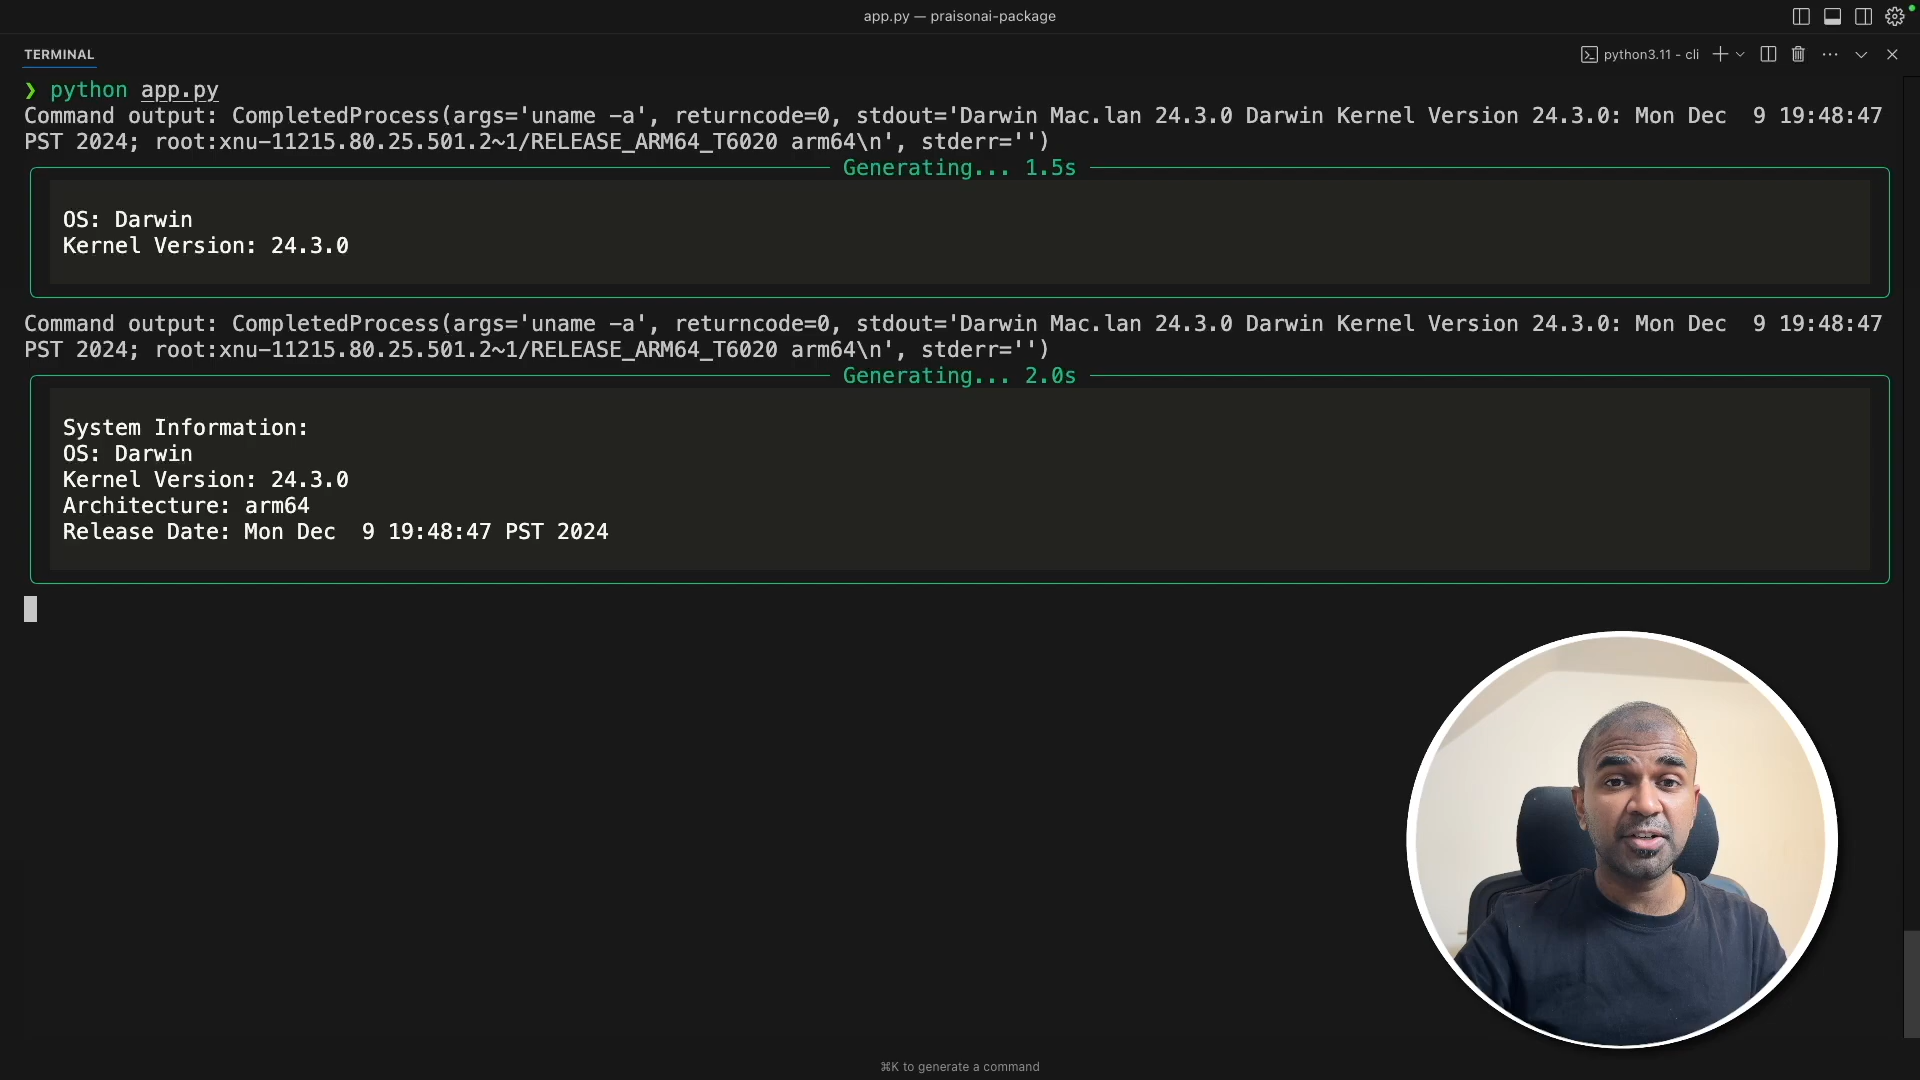 app.py — praisonai-package
TERMINAL
python3.11 - cli
❯ python app.py
Command output: CompletedProcess(args='uname -a', returncode=0, stdout='Darwin Mac.lan 24.3.0 Darwin Kernel Version 24.3.0: Mon Dec  9 19:48:47
PST 2024; root:xnu-11215.80.25.501.2~1/RELEASE_ARM64_T6020 arm64\n', stderr='')
Generating... 1.5s
OS: Darwin
Kernel Version: 24.3.0
Command output: CompletedProcess(args='uname -a', returncode=0, stdout='Darwin Mac.lan 24.3.0 Darwin Kernel Version 24.3.0: Mon Dec  9 19:48:47
PST 2024; root:xnu-11215.80.25.501.2~1/RELEASE_ARM64_T6020 arm64\n', stderr='')
Generating... 2.0s
System Information:
OS: Darwin
Kernel Version: 24.3.0
Architecture: arm64
Release Date: Mon Dec  9 19:48:47 PST 2024
⌘K to generate a command